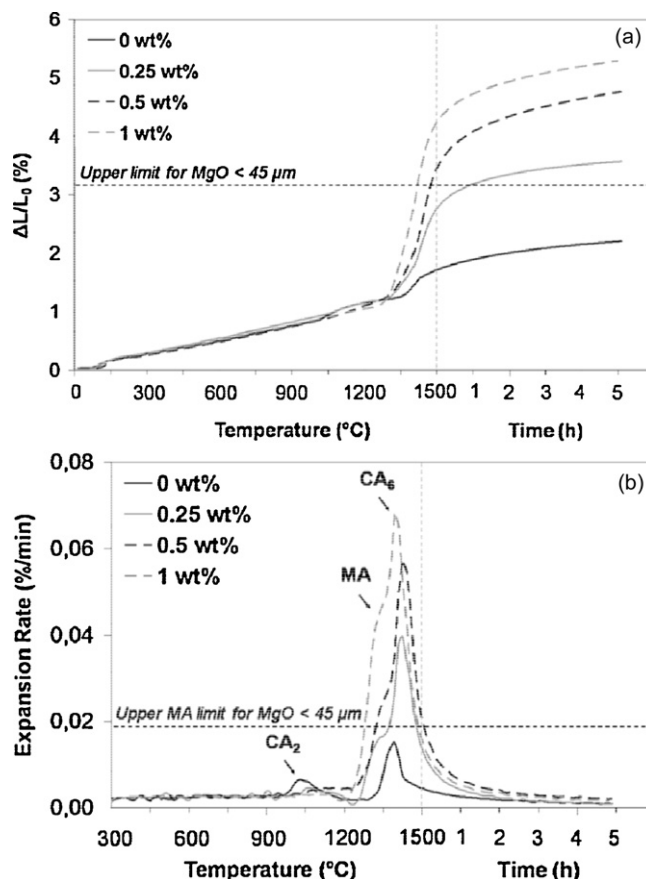 (a)
6
5
4
3
2
1
0
ΔL/L₀ (%)
0 wt%
0.25 wt%
0.5 wt%
1 wt%
Upper limit for MgO < 45 µm
0 300 600 900 1200 1500 1 2 3 4 5
Temperature (°C) Time (h)
(b)
0,08
0,06
0,04
0,02
0,00
Expansion Rate (%/min)
0 wt%
0.25 wt%
0.5 wt%
1 wt%
CA₆
MA
Upper MA limit for MgO < 45 µm
CA₂
300 600 900 1200 1500 1 2 3 4 5
Temperature (°C) Time (h)